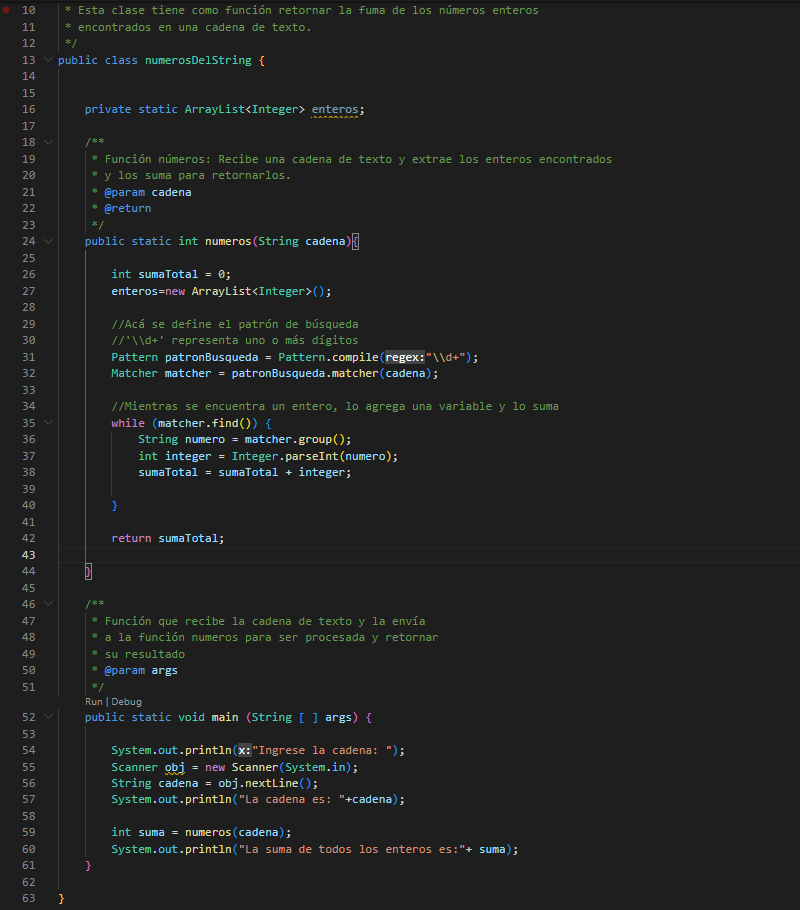 10 * Esta clase tiene como función retornar la fuma de los números enteros
11 * encontrados en una cadena de texto.
12 */
13 public class numerosDelString {
14
15
16 private static ArrayList<Integer> enteros;
17
18 /**
19 * Función números: Recibe una cadena de texto y extrae los enteros encontrados
20 * y los suma para retornarlos.
21 * @param cadena
22 * @return
23 */
24 public static int numeros(String cadena){
25
26 int sumaTotal = 0;
27 enteros=new ArrayList<Integer>();
28
29 //Acá se define el patrón de búsqueda
30 //'\\d+' representa uno o más dígitos
31 Pattern patronBusqueda = Pattern.compile(regex:"\\d+");
32 Matcher matcher = patronBusqueda.matcher(cadena);
33
34 //Mientras se encuentra un entero, lo agrega una variable y lo suma
35 while (matcher.find()) {
36 String numero = matcher.group();
37 int integer = Integer.parseInt(numero);
38 sumaTotal = sumaTotal + integer;
39
40 }
41
42 return sumaTotal;
43
44 }
45
46 /**
47 * Función que recibe la cadena de texto y la envía
48 * a la función numeros para ser procesada y retornar
49 * su resultado
50 * @param args
51 */
Run | Debug
52 public static void main (String [ ] args) {
53
54 System.out.println(x:"Ingrese la cadena: ");
55 Scanner obj = new Scanner(System.in);
56 String cadena = obj.nextLine();
57 System.out.println("La cadena es: "+cadena);
58
59 int suma = numeros(cadena);
60 System.out.println("La suma de todos los enteros es:"+ suma);
61 }
62
63 }